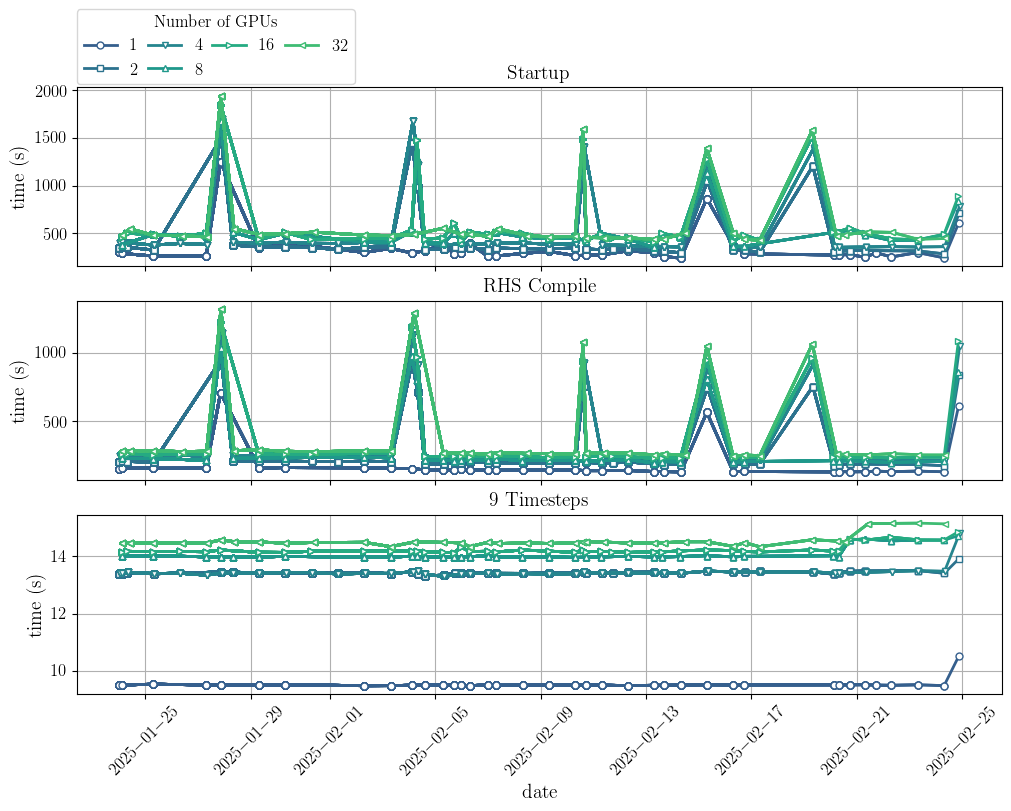 Number of GPUs
1 4 16 32
2 8
Startup
2000
1500
1000
500
time (s)
RHS Compile
1000
500
time (s)
9 Timesteps
14
12
10
time (s)
2025−01−25 2025−01−29 2025−02−01 2025−02−05 2025−02−09 2025−02−13 2025−02−17 2025−02−21 2025−02−25
date